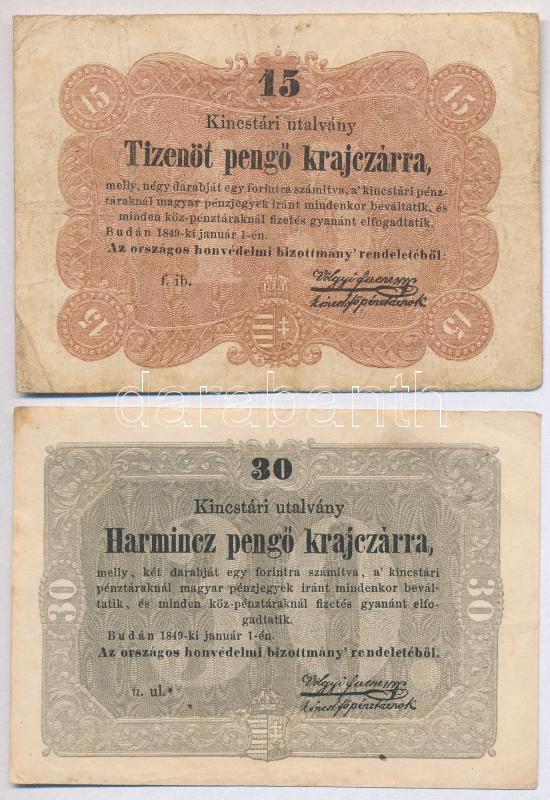 15
15 15
Kincstári utalvány
Tizenöt pengő krajczárra,
melly, négy darabját egy forintra számitva, a' kincstári pénz-
táraknál magyar pénzjegyek iránt mindenkor beváltatik, és
minden köz-pénztáraknál fizetés gyanánt elfogadtatik.
Budán 1849-ki január 1-én.
Az országos honvédelmi bizottmány' rendeletéből:
f. ib.
15 15
darabanth
30
Kincstári utalvány
Harmincz pengő krajczárra,
melly, két darabját egy forintra számitva, a' kincstári
pénztáraknál magyar pénzjegyek iránt mindenkor bevál-
tatik, és minden köz-pénztáraknál fizetés gyanánt elfo-
gadtatik.
30 30
Budán 1849-ki január 1-én.
Az országos honvédelmi bizottmány' rendeletéből.
u. ul.*